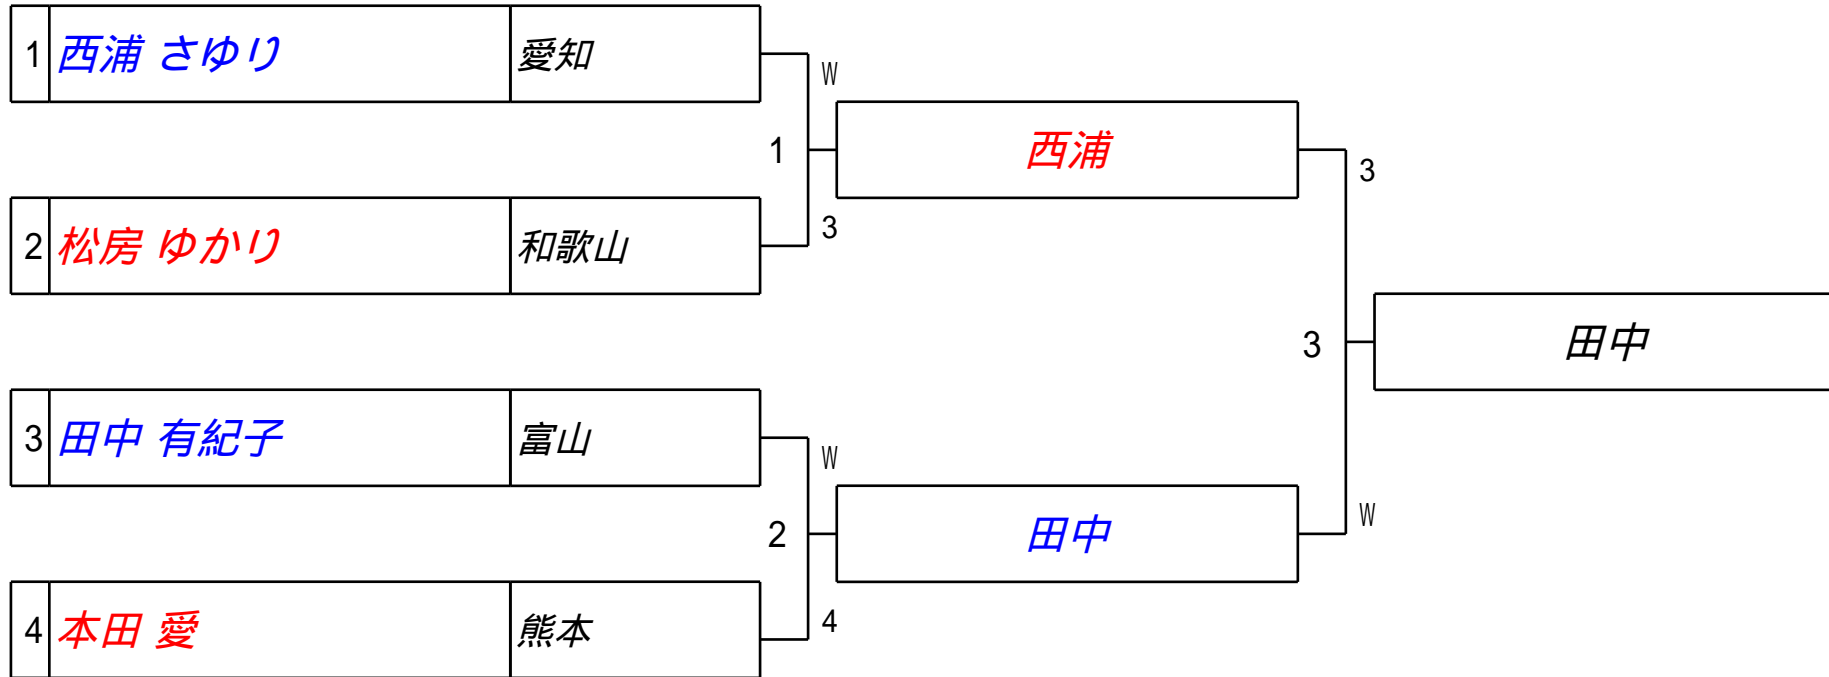 1 西浦 さゆり 愛知
W
1 西浦
3
3
2 松房 ゆかり 和歌山
3 田中
3 田中 有紀子 富山
W
2 田中
W
4
4 本田 愛 熊本